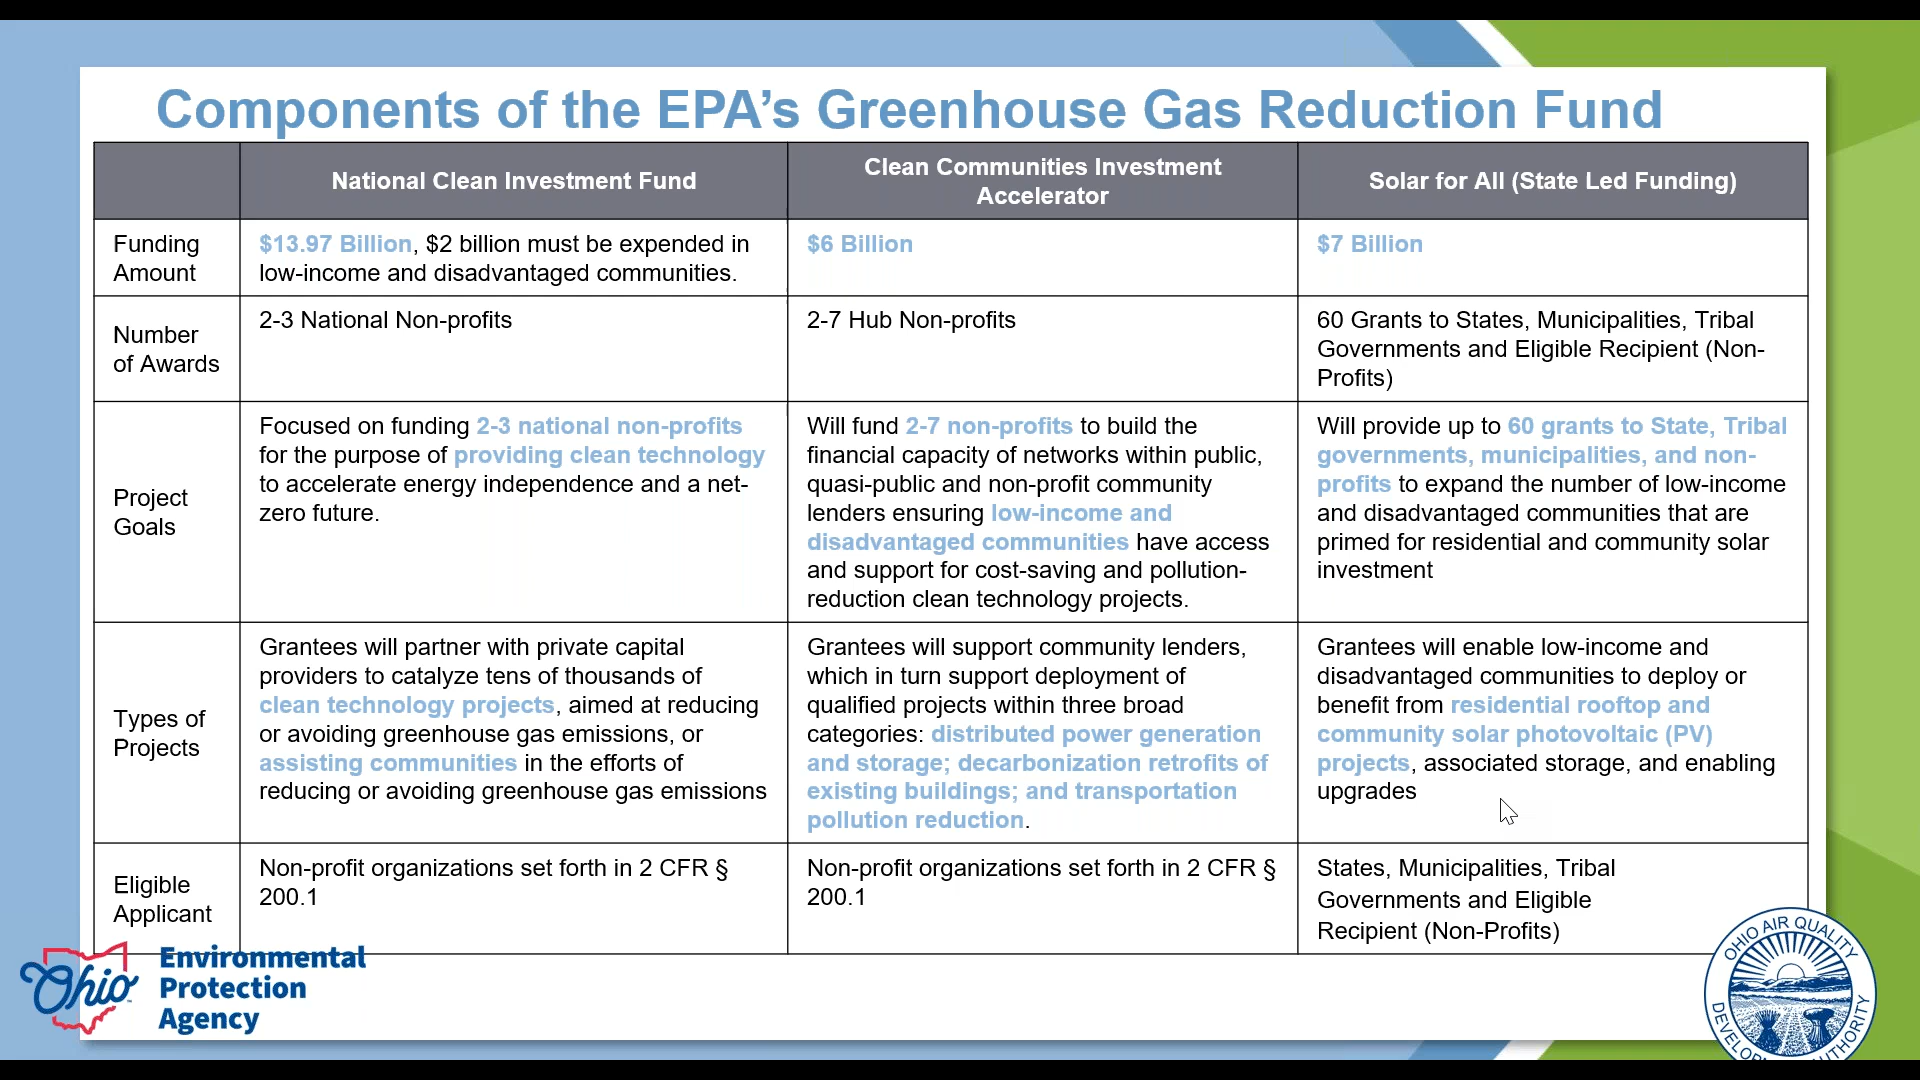 Components of the EPA’s Greenhouse Gas Reduction Fund
National Clean Investment Fund
Clean Communities Investment
Accelerator
Solar for All (State Led Funding)
Funding
Amount
$13.97 Billion, $2 billion must be expended in
low-income and disadvantaged communities.
$6 Billion
$7 Billion
Number
of Awards
2-3 National Non-profits
2-7 Hub Non-profits
60 Grants to States, Municipalities, Tribal
Governments and Eligible Recipient (Non-
Profits)
Project
Goals
Focused on funding 2-3 national non-profits
for the purpose of providing clean technology
to accelerate energy independence and a net-
zero future.
Will fund 2-7 non-profits to build the
financial capacity of networks within public,
quasi-public and non-profit community
lenders ensuring low-income and
disadvantaged communities have access
and support for cost-saving and pollution-
reduction clean technology projects.
Will provide up to 60 grants to State, Tribal
governments, municipalities, and non-
profits to expand the number of low-income
and disadvantaged communities that are
primed for residential and community solar
investment
Types of
Projects
Grantees will partner with private capital
providers to catalyze tens of thousands of
clean technology projects, aimed at reducing
or avoiding greenhouse gas emissions, or
assisting communities in the efforts of
reducing or avoiding greenhouse gas emissions
Grantees will support community lenders,
which in turn support deployment of
qualified projects within three broad
categories: distributed power generation
and storage; decarbonization retrofits of
existing buildings; and transportation
pollution reduction.
Grantees will enable low-income and
disadvantaged communities to deploy or
benefit from residential rooftop and
community solar photovoltaic (PV)
projects, associated storage, and enabling
upgrades
Eligible
Applicant
Non-profit organizations set forth in 2 CFR §
200.1
Non-profit organizations set forth in 2 CFR §
200.1
States, Municipalities, Tribal
Governments and Eligible
Recipient (Non-Profits)
Ohio
Environmental
Protection
Agency
OHIO AIR QUALITY